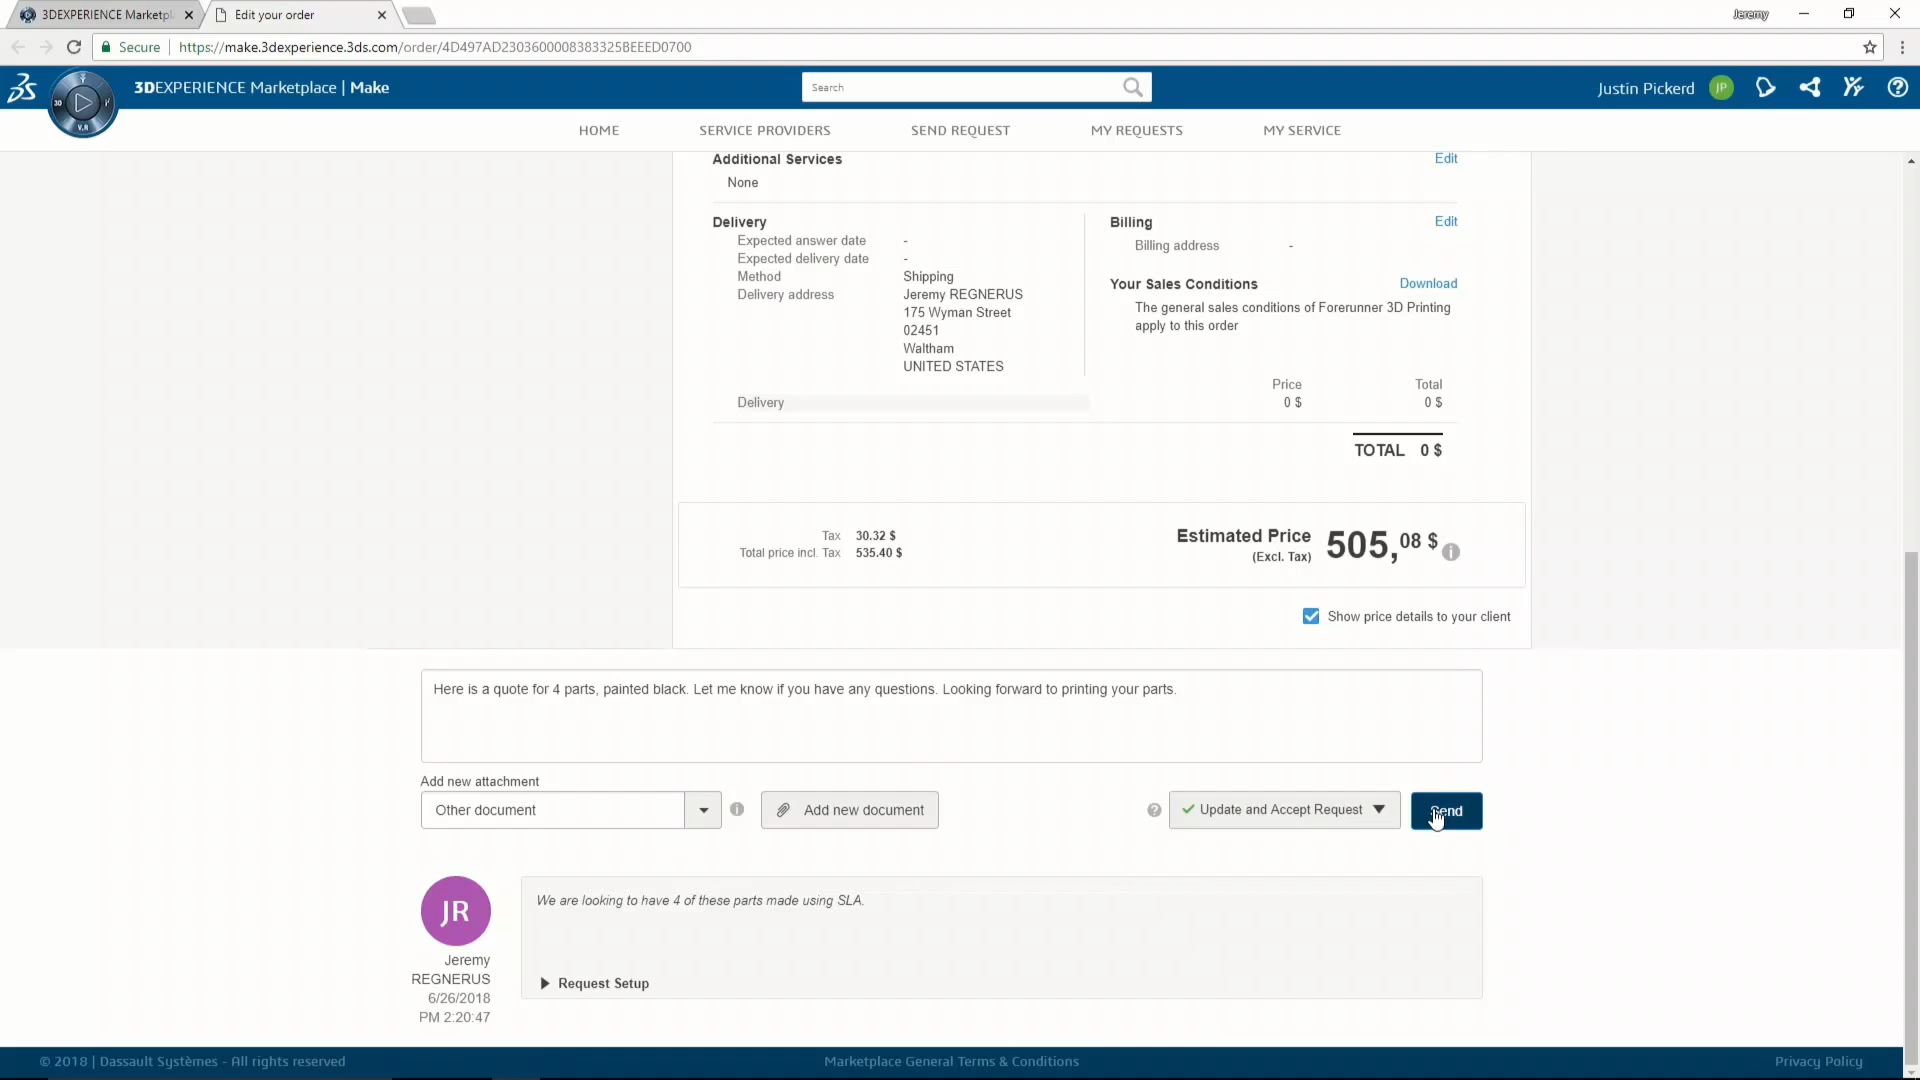 3DEXPERIENCE Marketpl
Edit your order
Jeremy
Secure
https://make.3dexperience.3ds.com/order/4D497AD2303600008383325BEEED0700
3DEXPERIENCE Marketplace | Make
Search
Justin Pickerd
JP
3D
V.R
HOME
SERVICE PROVIDERS
SEND REQUEST
MY REQUESTS
MY SERVICE
Additional Services
Edit
None
Delivery
Expected answer date -
Expected delivery date -
Method Shipping
Delivery address Jeremy REGNERUS
175 Wyman Street
02451
Waltham
UNITED STATES
Billing
Edit
Billing address -
Your Sales Conditions
Download
The general sales conditions of Forerunner 3D Printing
apply to this order
Price Total
Delivery 0 $ 0 $
TOTAL 0 $
Tax 30.32 $
Total price incl. Tax 535.40 $
Estimated Price 505,08 $
(Excl. Tax)
Show price details to your client
Here is a quote for 4 parts, painted black. Let me know if you have any questions. Looking forward to printing your parts.
Add new attachment
Other document
Add new document
Update and Accept Request
Send
JR
Jeremy
REGNERUS
6/26/2018
PM 2:20:47
We are looking to have 4 of these parts made using SLA.
Request Setup
© 2018 | Dassault Systèmes - All rights reserved
Marketplace General Terms & Conditions
Privacy Policy